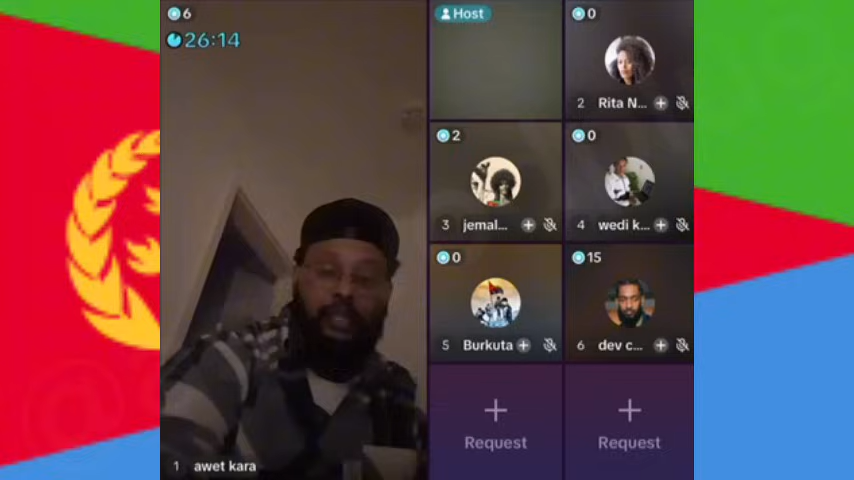 6
26:14
Host
0
2 Rita N...
2
3 jemal...
0
4 wedi k...
0
5 Burkuta
15
6 dev c...
Request
Request
1 awet kara